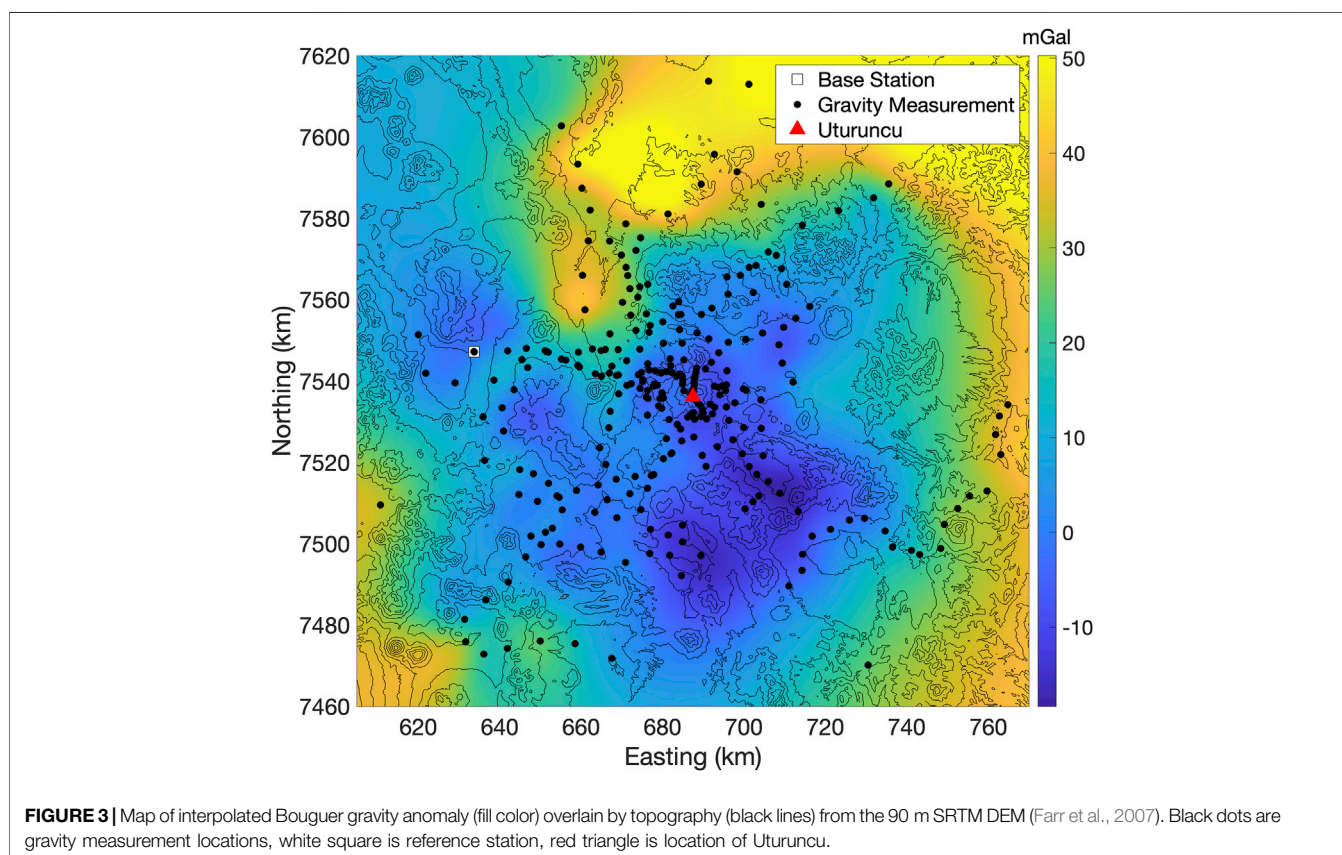 mGal
7620
7600
7580
7560
7540
7520
7500
7480
7460
Northing (km)
Base Station
Gravity Measurement
Uturuncu
50
40
30
20
10
0
-10
620 640 660 680 700 720 740 760
Easting (km)
FIGURE 3 | Map of interpolated Bouguer gravity anomaly (fill color) overlain by topography (black lines) from the 90 m SRTM DEM (Farr et al., 2007). Black dots are
gravity measurement locations, white square is reference station, red triangle is location of Uturuncu.